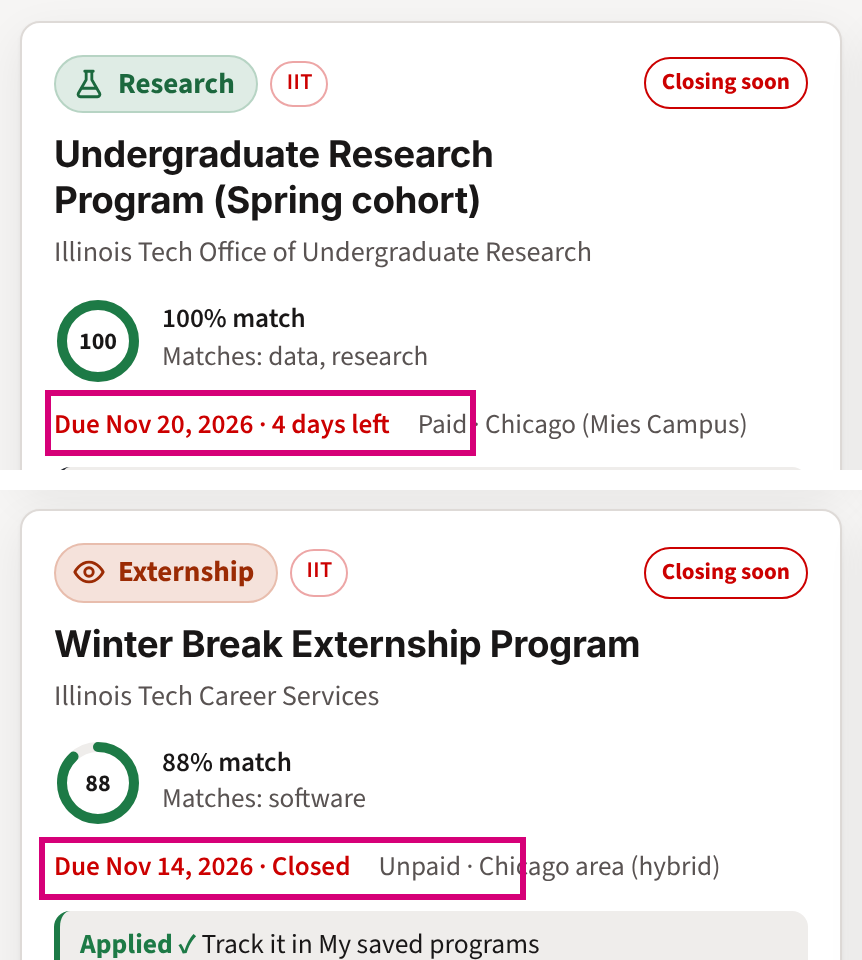 Research
IIT
Closing soon
Undergraduate Research
Program (Spring cohort)
Illinois Tech Office of Undergraduate Research
100
100% match
Matches: data, research
Due Nov 20, 2026 · 4 days left Paid · Chicago (Mies Campus)
Externship
IIT
Closing soon
Winter Break Externship Program
Illinois Tech Career Services
88
88% match
Matches: software
Due Nov 14, 2026 · Closed Unpaid · Chicago area (hybrid)
Applied ✓ Track it in My saved programs